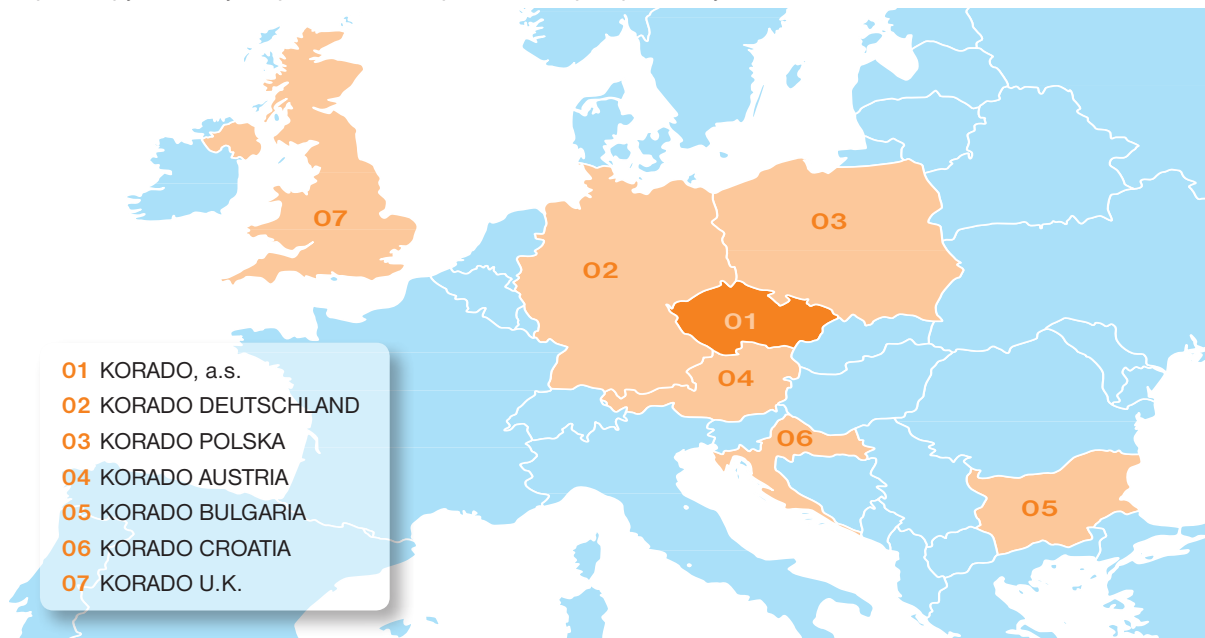 07
03
02
01
04
06
05
01 KORADO, a.s.
02 KORADO DEUTSCHLAND
03 KORADO POLSKA
04 KORADO AUSTRIA
05 KORADO BULGARIA
06 KORADO CROATIA
07 KORADO U.K.